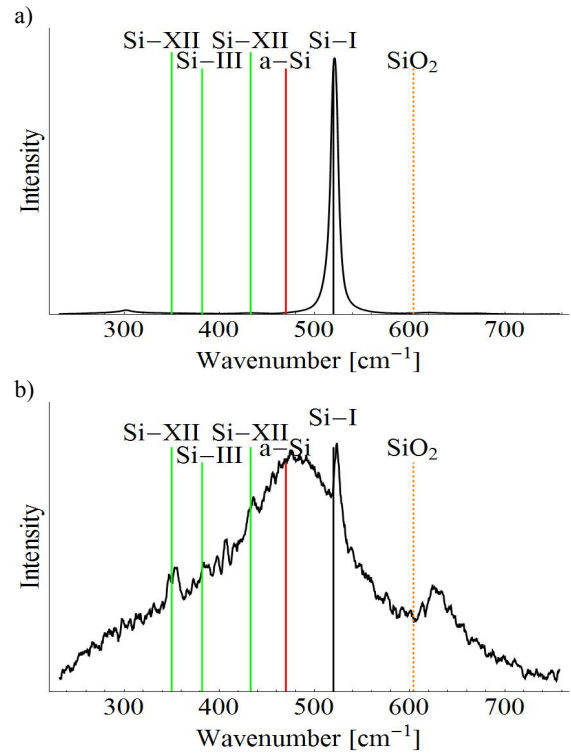 a)
Si−XII Si−XII Si−I
Si−III a−Si SiO₂
Intensity
300 400 500 600 700
Wavenumber [cm⁻¹]
b)
Si−I
Si−XII Si−XII
Si−III a−Si SiO₂
Intensity
300 400 500 600 700
Wavenumber [cm⁻¹]